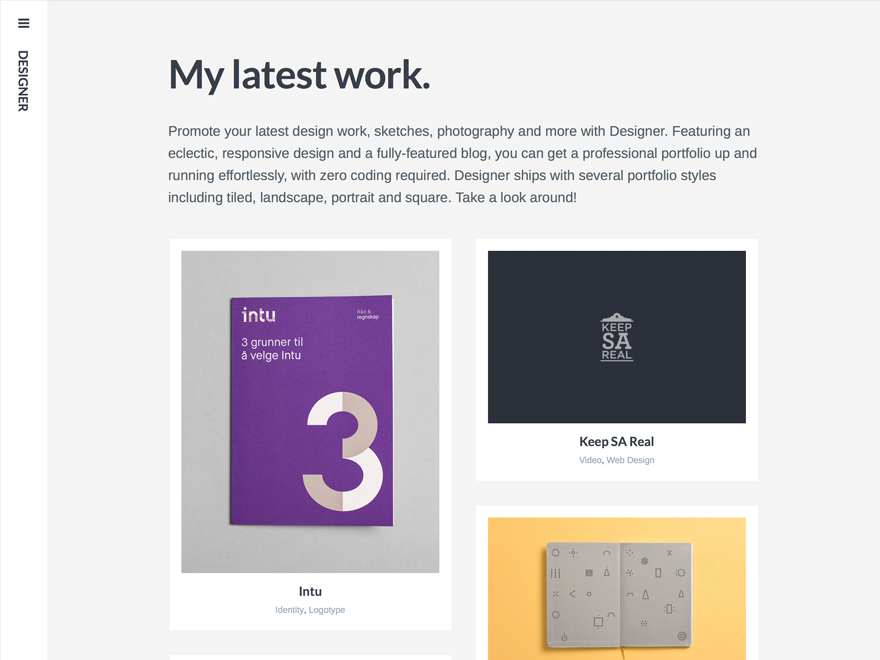 DESIGNER
My latest work.
Promote your latest design work, sketches, photography and more with Designer. Featuring an
eclectic, responsive design and a fully-featured blog, you can get a professional portfolio up and
running effortlessly, with zero coding required. Designer ships with several portfolio styles
including tiled, landscape, portrait and square. Take a look around!
intu
Råd &
regnskap
3 grunner til
å velge Intu
3
Intu
Identity, Logotype
KEEP
SA
REAL
Keep SA Real
Video, Web Design